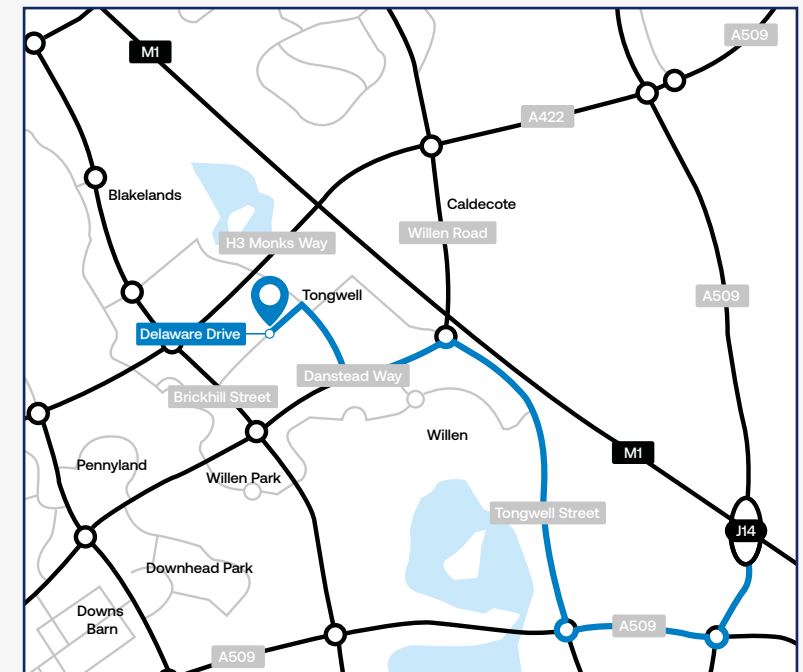 A509
M1
A422
Blakelands
Caldecote
Willen Road
H3 Monks Way
Tongwell
A509
Delaware Drive
Danstead Way
Brickhill Street
Willen
M1
Pennyland
Willen Park
Tongwell Street
J14
Downhead Park
Downs
Barn
A509
A509